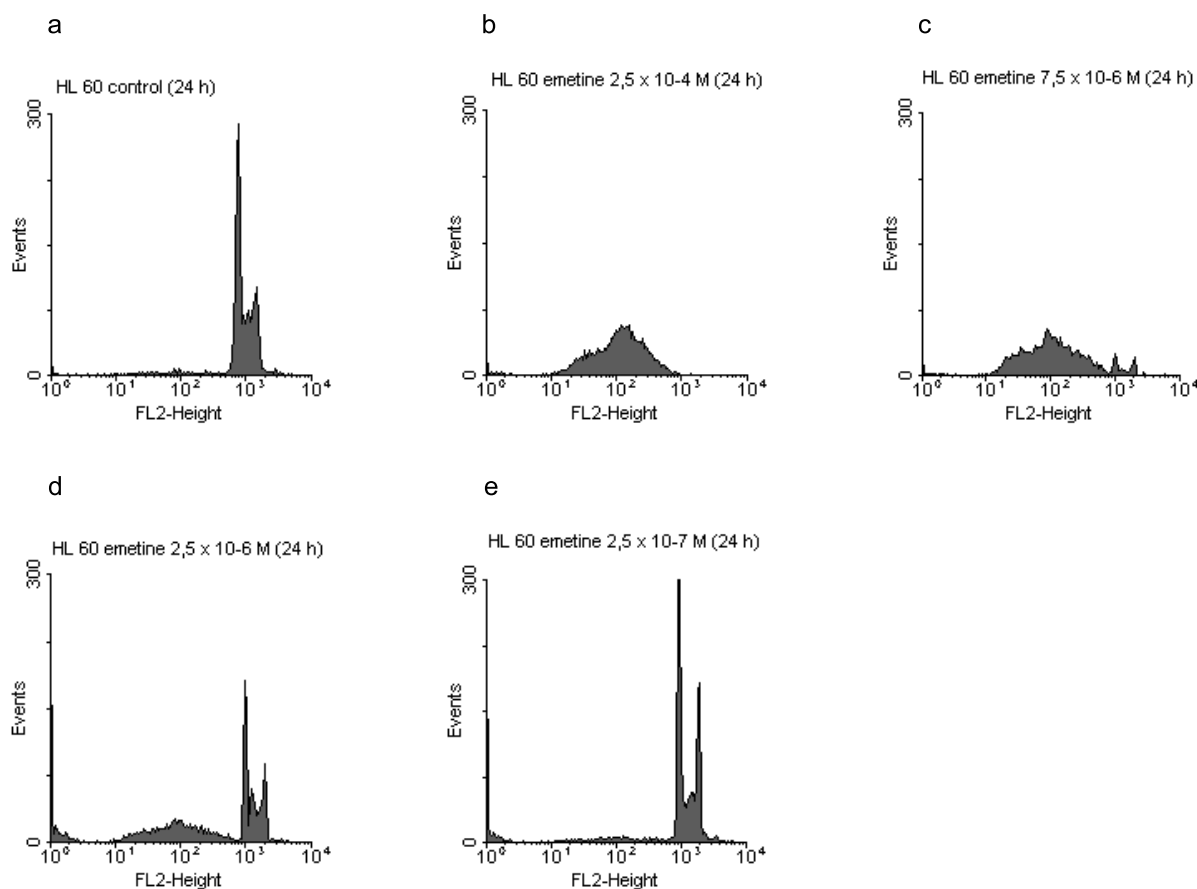 a
b
c
HL 60 control (24 h)
HL 60 emetine 2,5 x 10-4 M (24 h)
HL 60 emetine 7,5 x 10-6 M (24 h)
300
Events
0
10^0 10^1 10^2 10^3 10^4
FL2-Height
300
Events
0
10^0 10^1 10^2 10^3 10^4
FL2-Height
300
Events
0
10^0 10^1 10^2 10^3 10^4
FL2-Height
d
e
HL 60 emetine 2,5 x 10-6 M (24 h)
HL 60 emetine 2,5 x 10-7 M (24 h)
300
Events
0
10^0 10^1 10^2 10^3 10^4
FL2-Height
300
Events
0
10^0 10^1 10^2 10^3 10^4
FL2-Height